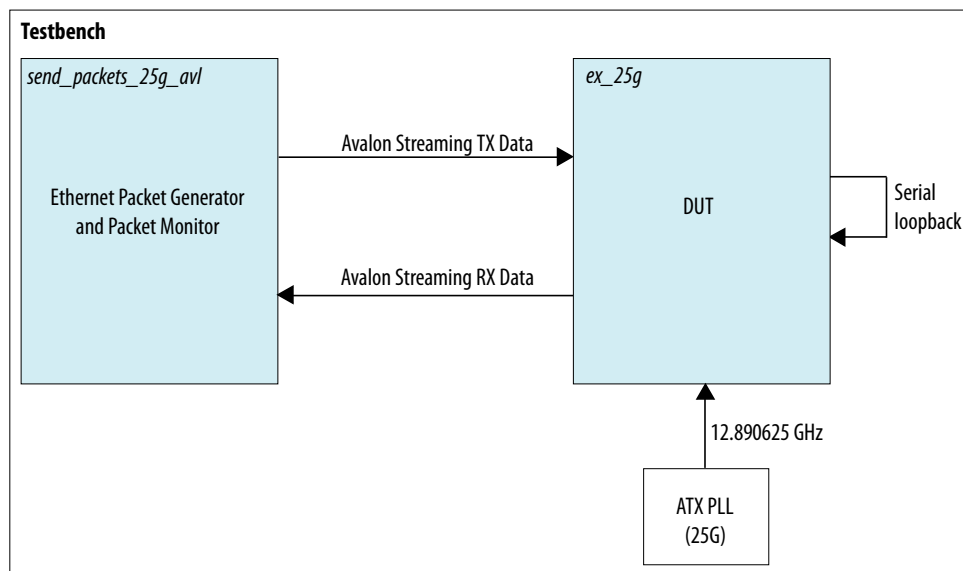 Testbench
send_packets_25g_avl
Ethernet Packet Generator
and Packet Monitor
Avalon Streaming TX Data
Avalon Streaming RX Data
ex_25g
DUT
Serial
loopback
12.890625 GHz
ATX PLL
(25G)